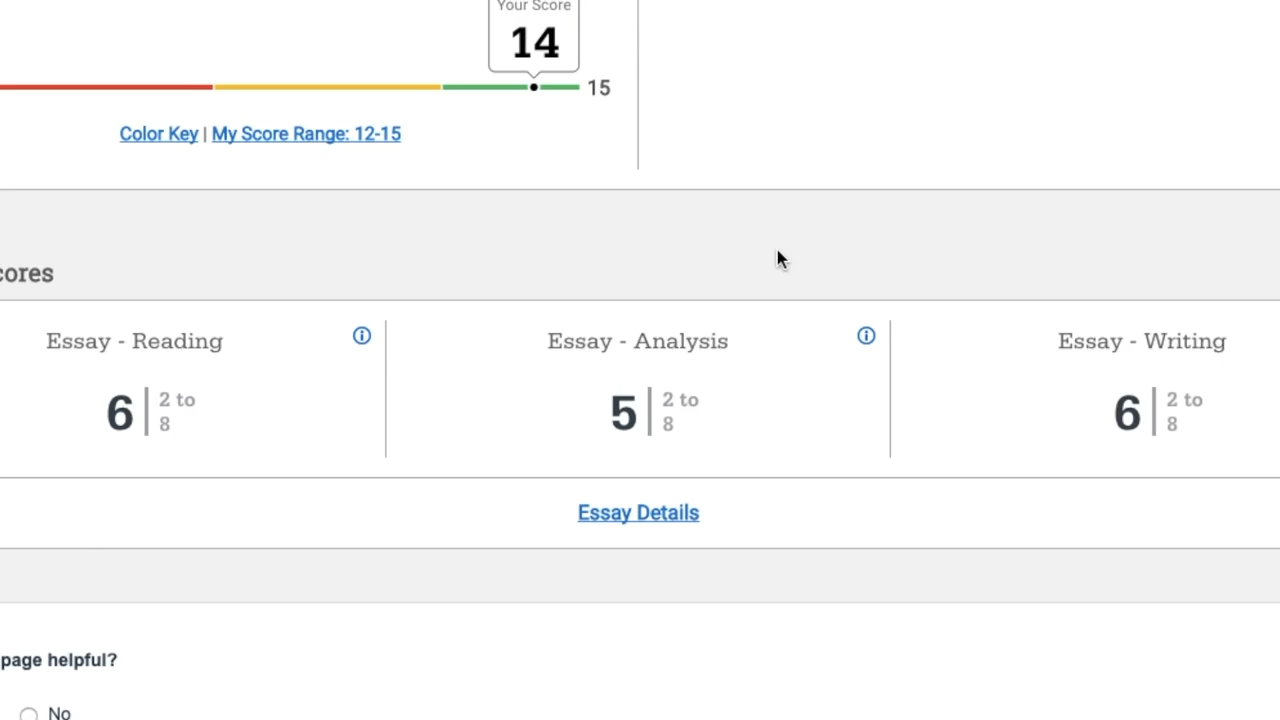 Your Score
14
15
Color Key | My Score Range: 12-15
cores
Essay - Reading
6 | 2 to 8
Essay - Analysis
5 | 2 to 8
Essay - Writing
6 | 2 to 8
Essay Details
page helpful?
No